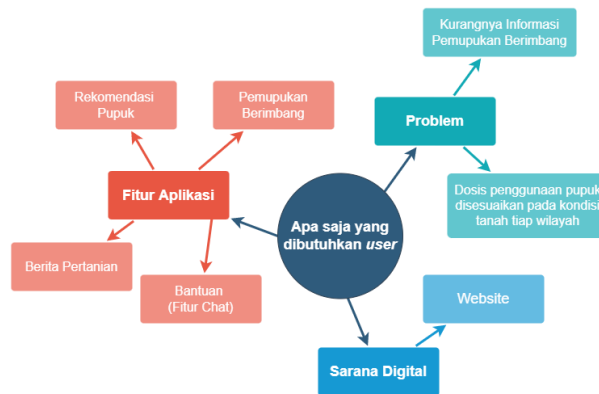 Kurangnya Informasi
Pemupukan Berimbang
Rekomendasi
Pupuk
Pemupukan
Berimbang
Problem
Fitur Aplikasi
Dosis penggunaan pupuk
disesuaikan pada kondisi
tanah tiap wilayah
Apa saja yang
dibutuhkan user
Berita Pertanian
Bantuan
(Fitur Chat)
Website
Sarana Digital